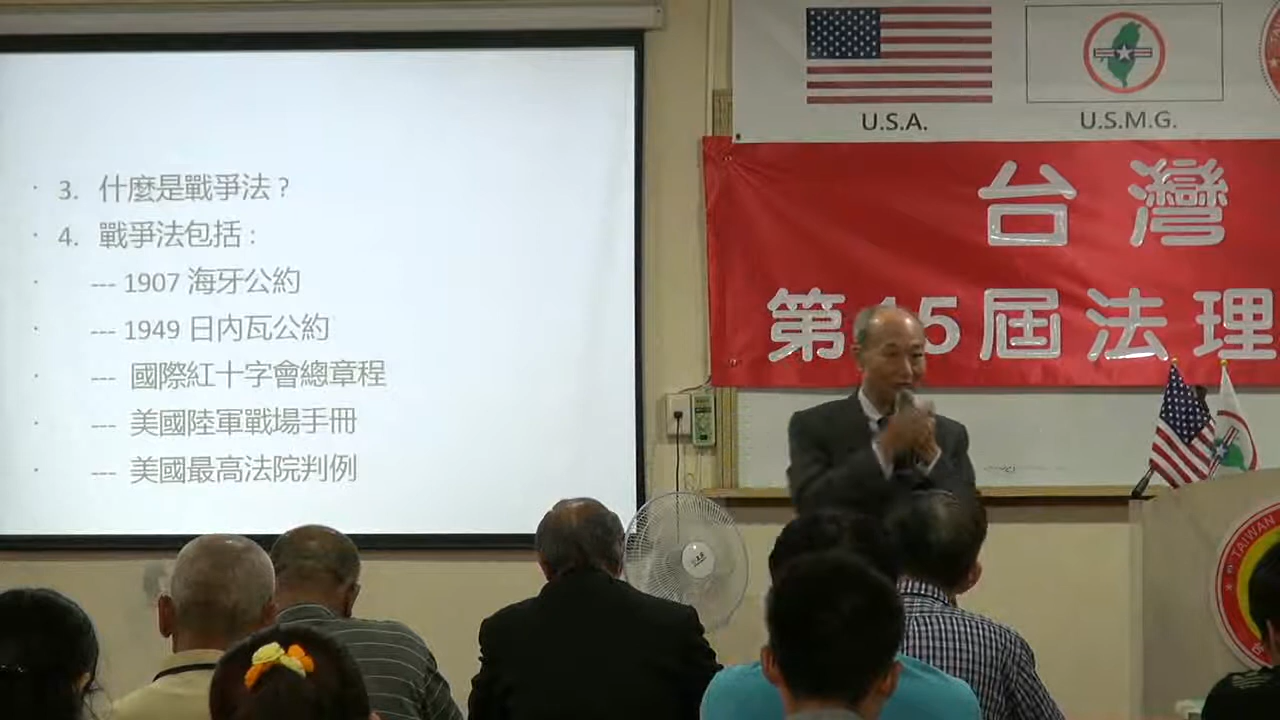 3. 什麼是戰爭法 ?
4. 戰爭法包括 :
--- 1907 海牙公約
--- 1949 日內瓦公約
--- 國際紅十字會總章程
--- 美國陸軍戰場手冊
--- 美國最高法院判例
U.S.A.
U.S.M.G.
台灣
第15屆法理
TAIWAN